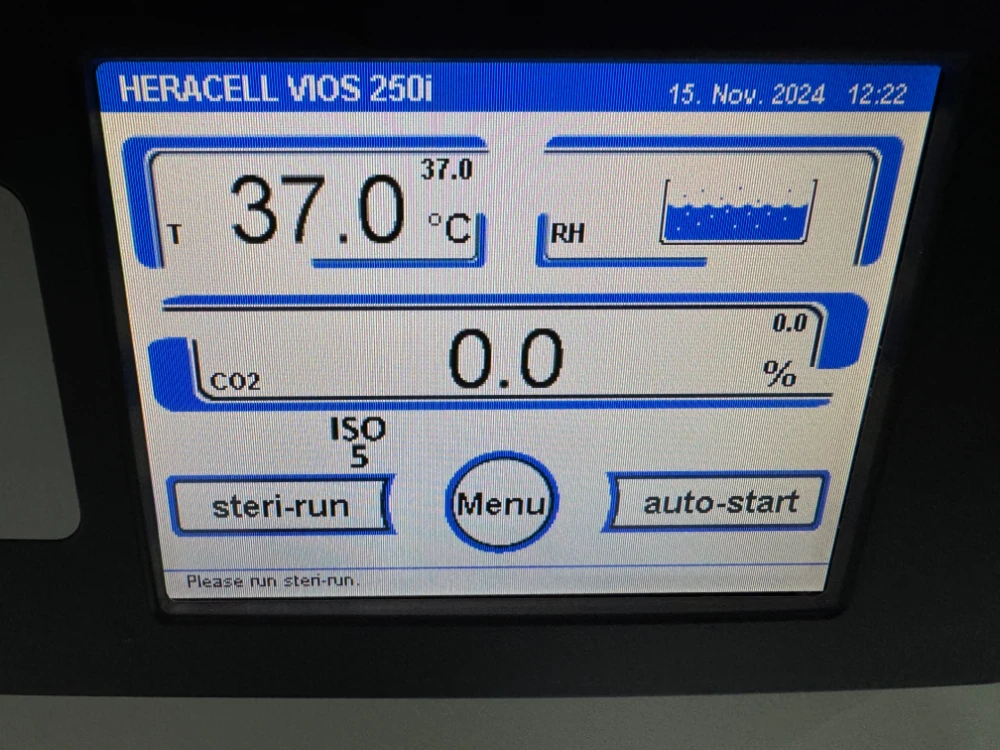 HERACELL VIOS 250i
15. Nov. 2024 12:22
T 37.0 37.0 °C
RH
CO2 0.0 0.0 %
ISO
5
steri-run
Menu
auto-start
Please run steri-run.